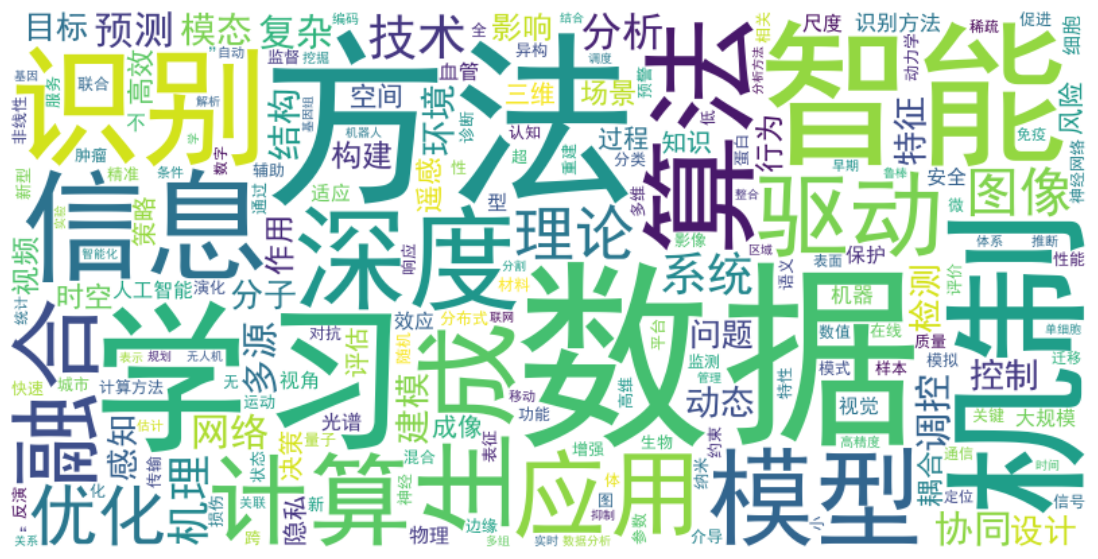 目标
预测
模态
复杂
技术
全
影响
编码
结合
分析
相关
尺度
识别方法
促进
稀疏
细胞
基因
非线性
服务
联合
高效
自动
解析
监督
挖掘
血管
异构
调度
预警
分析方法
动力学
识别
方法
算法
智能
结构
基因组
空间
三维
场景
环境
诊断
低
特征
免疫
风险
神经网络
不
学
数字
肿瘤
机器人
构建
认知
过程
知识
分类
蛋白
行为
重建
超
新型
精准
条件
辅助
通过
适应
遥感
性
型
多维
整合
早期
鲁棒
安全
微
图像
信息
实验
智能化
策略
作用
深度
响应
理论
影像
区域
驱动
体系
推断
性能
机制
视频
时空
人工智能
演化
分子
分割
材料
系统
语义
表面
保护
统计
评价
检测
机器
融合
学习
数据
对抗
效应
分布式
联网
平台
问题
数值
在线
质量
单细胞
表示
规划
无人机
多源
评估
随机
生成
监测
管理
特性
模式
样本
模拟
迁移
快速
城市
计算方法
无
视角
运动
高维
动态
视觉
控制
移动
功能
光谱
建模
成像
关键
大规模
感知
估计
网络
决策
量子
表征
增强
生物
约束
高精度
调控
耦合
通信
时间
传输
状态
混合
神经
纳米
优化
化
机理
损伤
关联
计算
应用
体
图
抑制
模型
小
定位
信号
反演
关系
跨
隐私
新
物理
边缘
多组
实时
数据分析
参数
介导
协同
设计